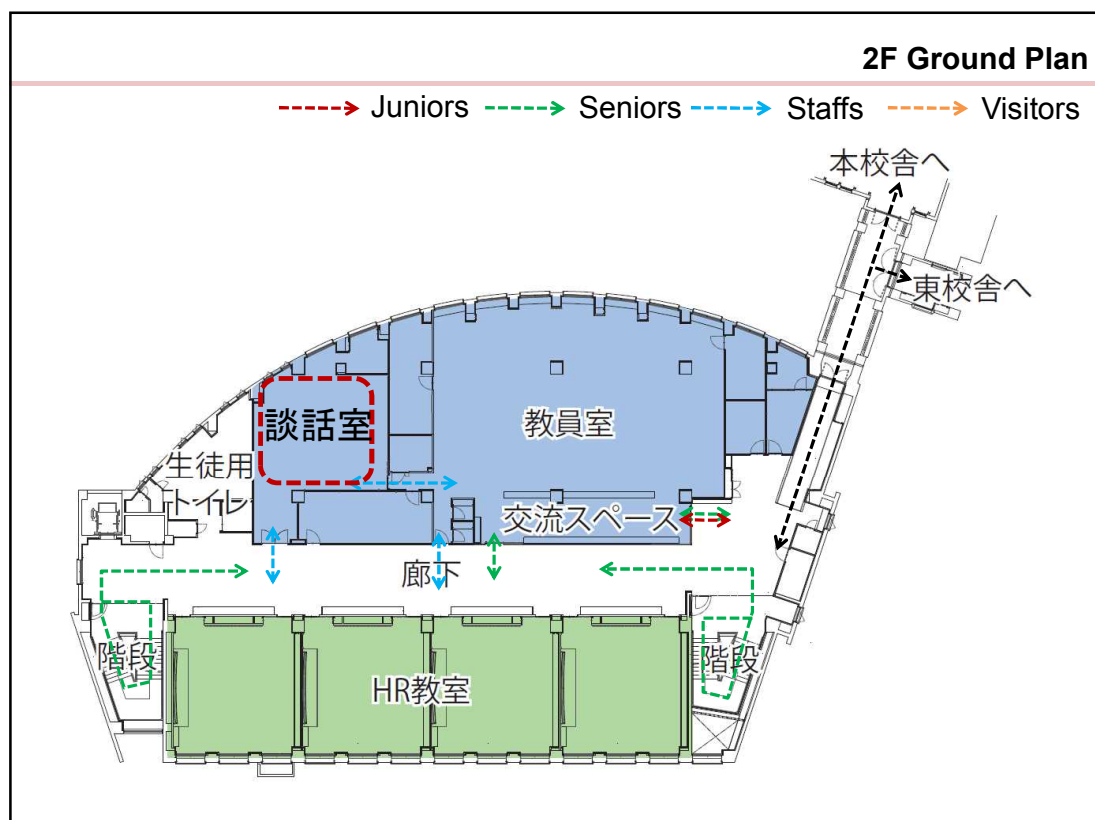 2F Ground Plan
Juniors Seniors Staffs Visitors
本校舎へ
東校舎へ
談話室
教員室
生徒用
トイレ
交流スペース
廊下
階段
階段
HR教室